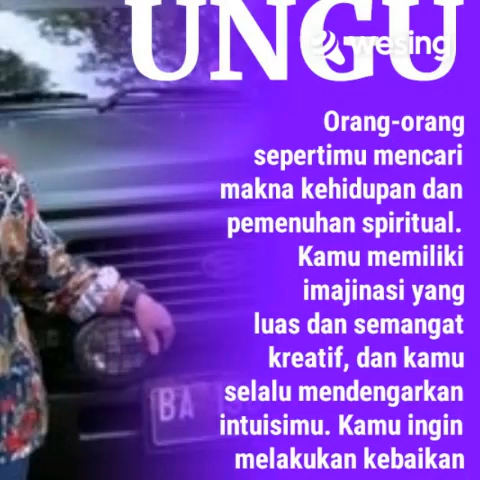 UNGU
wesing
Orang-orang
sepertimu mencari
makna kehidupan dan
pemenuhan spiritual.
Kamu memiliki
imajinasi yang
luas dan semangat
kreatif, dan kamu
selalu mendengarkan
intuisimu. Kamu ingin
melakukan kebaikan
BA